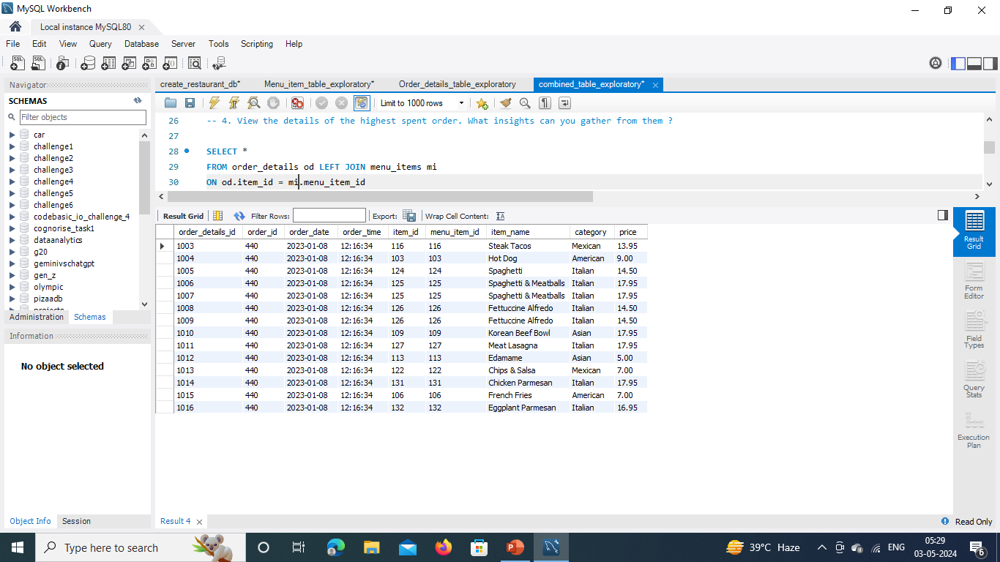 MySQL Workbench
Local instance MySQL80
File Edit View Query Database Server Tools Scripting Help
Navigator
SCHEMAS
Filter objects
car
challenge1
challenge2
challenge3
challenge4
challenge5
challenge6
codebasic_io_challenge_4
cognorise_task1
dataanalytics
g20
geminivschatgpt
gen_z
olympic
pizaadb
projects
Administration Schemas
Information
No object selected
Object Info Session
create_restaurant_db* Menu_item_table_exploratory* Order_details_table_exploratory combined_table_exploratory*
Limit to 1000 rows
26 -- 4. View the details of the highest spent order. What insights can you gather from them ?
27
28 SELECT *
29 FROM order_details od LEFT JOIN menu_items mi
30 ON od.item_id = mi.menu_item_id
Result Grid Filter Rows: Export: Wrap Cell Content:
order_details_id order_id order_date order_time item_id menu_item_id item_name category price
1003 440 2023-01-08 12:16:34 116 116 Steak Tacos Mexican 13.95
1004 440 2023-01-08 12:16:34 103 103 Hot Dog American 9.00
1005 440 2023-01-08 12:16:34 124 124 Spaghetti Italian 14.50
1006 440 2023-01-08 12:16:34 125 125 Spaghetti & Meatballs Italian 17.95
1007 440 2023-01-08 12:16:34 125 125 Spaghetti & Meatballs Italian 17.95
1008 440 2023-01-08 12:16:34 126 126 Fettuccine Alfredo Italian 14.50
1009 440 2023-01-08 12:16:34 126 126 Fettuccine Alfredo Italian 14.50
1010 440 2023-01-08 12:16:34 109 109 Korean Beef Bowl Asian 17.95
1011 440 2023-01-08 12:16:34 127 127 Meat Lasagna Italian 17.95
1012 440 2023-01-08 12:16:34 113 113 Edamame Asian 5.00
1013 440 2023-01-08 12:16:34 122 122 Chips & Salsa Mexican 7.00
1014 440 2023-01-08 12:16:34 131 131 Chicken Parmesan Italian 17.95
1015 440 2023-01-08 12:16:34 106 106 French Fries American 7.00
1016 440 2023-01-08 12:16:34 132 132 Eggplant Parmesan Italian 16.95
Result
Grid
Form
Editor
Field
Types
Query
Stats
Execution
Plan
Result 4
Read Only
Type here to search
39°C Haze
ENG
05:29
03-05-2024
6